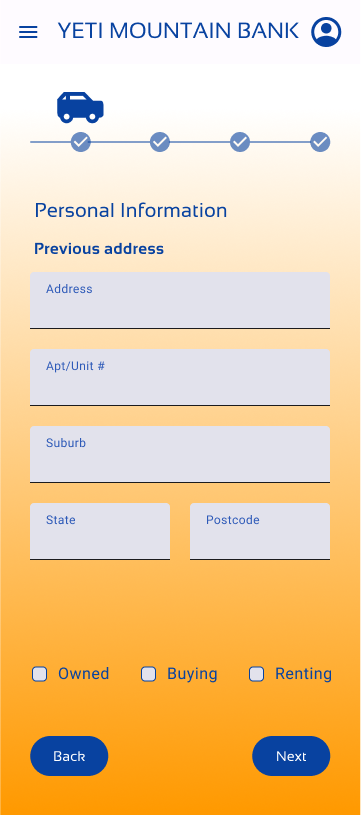 YETI MOUNTAIN BANK
Personal Information
Previous address
Address
Apt/Unit #
Suburb
State Postcode
Owned Buying Renting
Back Next